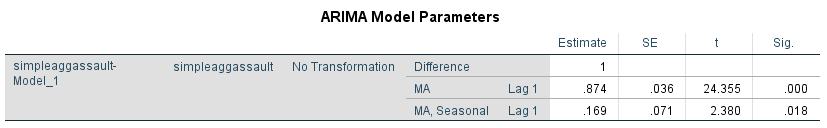 ARIMA Model Parameters
Estimate SE t Sig.
simpleaggassault-Model_1 simpleaggassault No Transformation Difference 1
MA Lag 1 .874 .036 24.355 .000
MA, Seasonal Lag 1 .169 .071 2.380 .018